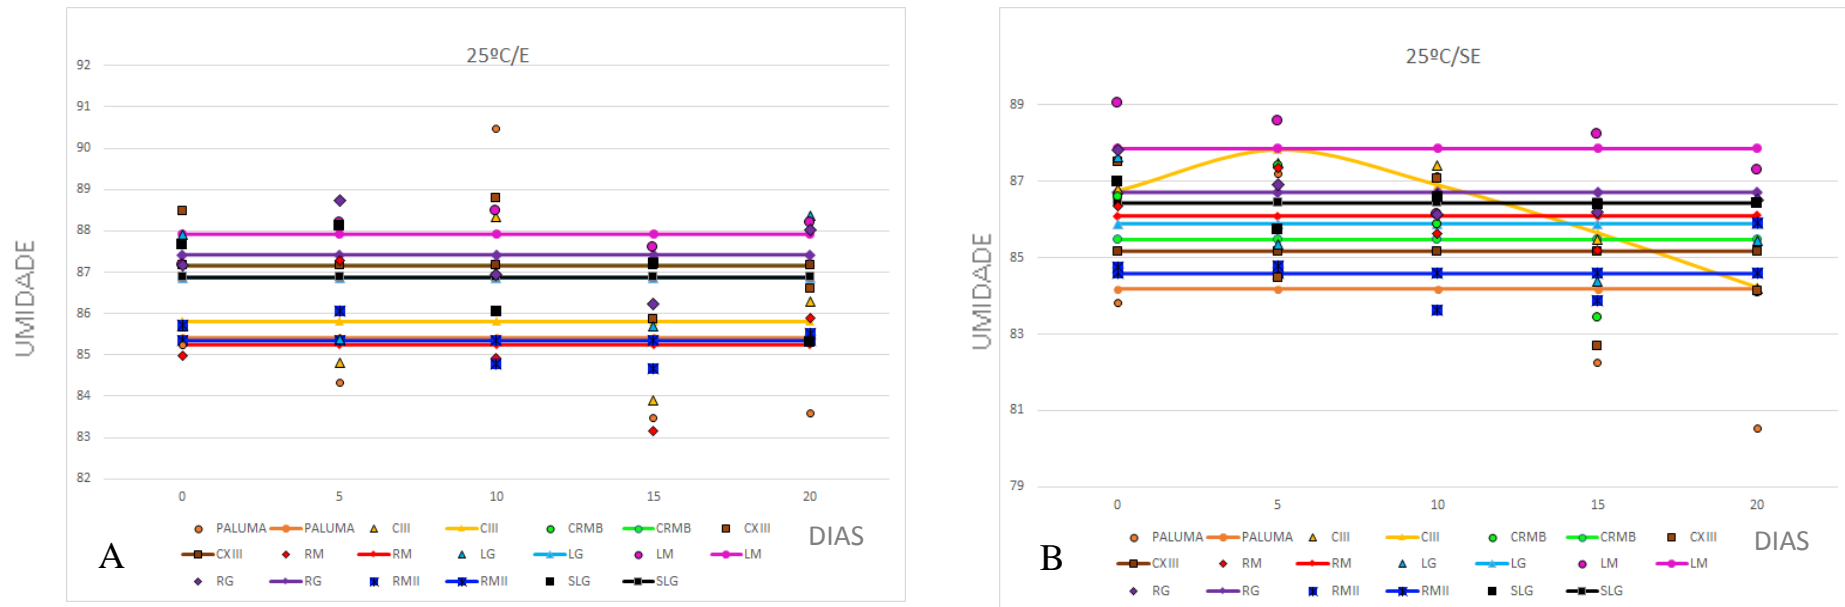 25ºC/E
92
91
90
89
88
87
86
85
84
83
82
UMIDADE
0 5 10 15 20
DIAS
PALUMA PALUMA CIII CIII CRMB CRMB CXIII
CXIII RM RM LG LG LM LM
RG RG RMII RMII SLG SLG
A
25ºC/SE
89
87
85
83
81
79
UMIDADE
0 5 10 15 20
DIAS
PALUMA PALUMA CIII CIII CRMB CRMB CXIII
CXIII RM RM LG LG LM LM
RG RG RMII RMII SLG SLG
B